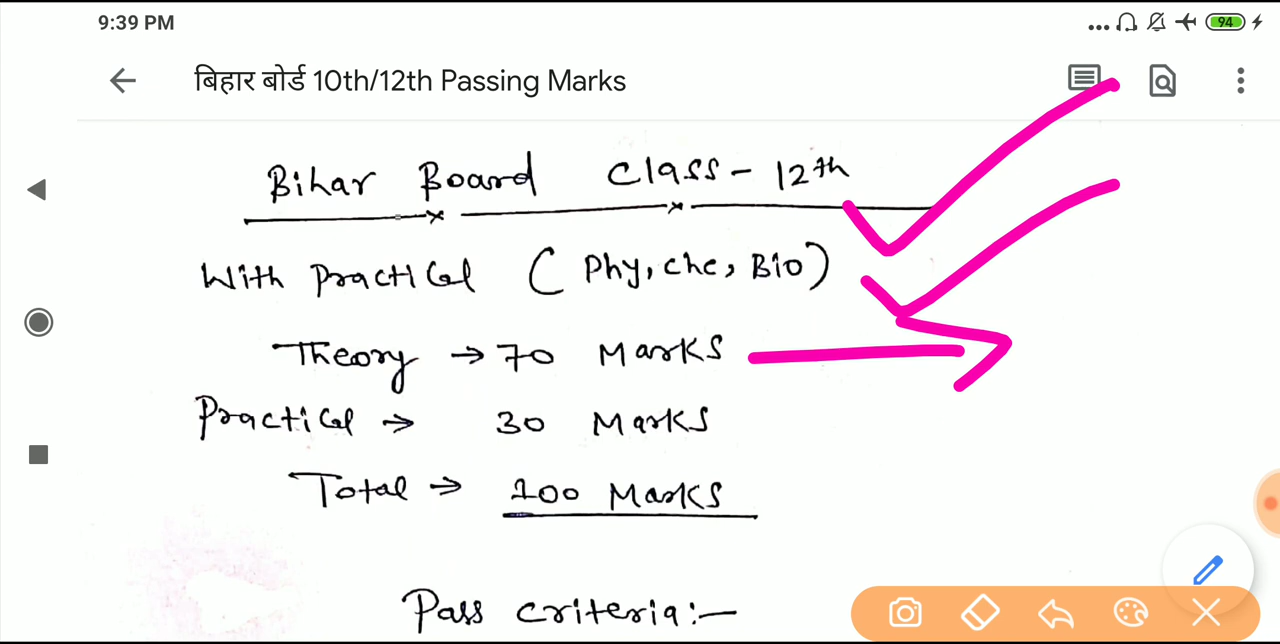 9:39 PM
94
बिहार बोर्ड 10th/12th Passing Marks
Bihar Board Class - 12th
With Practical ( Phy, che, Bio)
Theory → 70 Marks
Practical → 30 Marks
Total → 100 Marks
Pass criteria:-